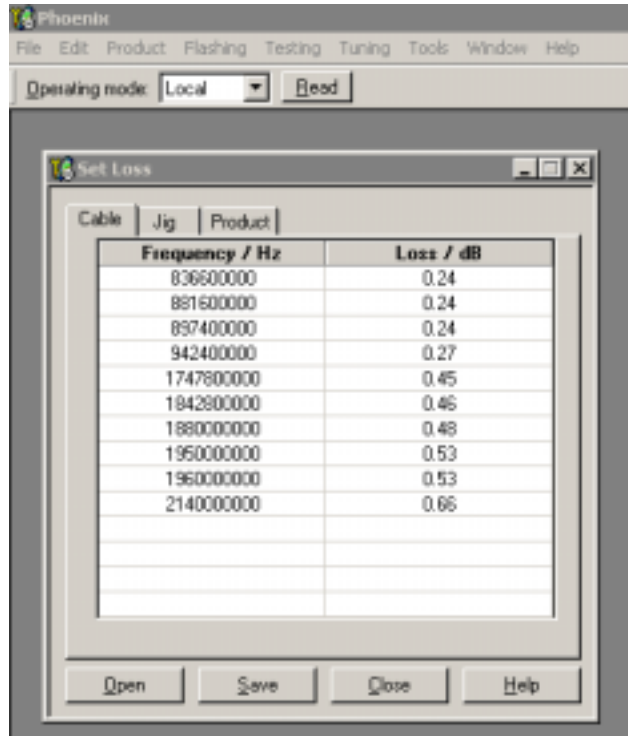 Phoenix
File Edit Product Flashing Testing Tuning Tools Window Help
Operating mode: Local Read
Set Loss
Cable Jig Product
Frequency / Hz Loss / dB
836600000 0.24
881600000 0.24
897400000 0.24
942400000 0.27
1747800000 0.45
1842800000 0.46
1880000000 0.48
1950000000 0.53
1960000000 0.53
2140000000 0.66
Open Save Close Help